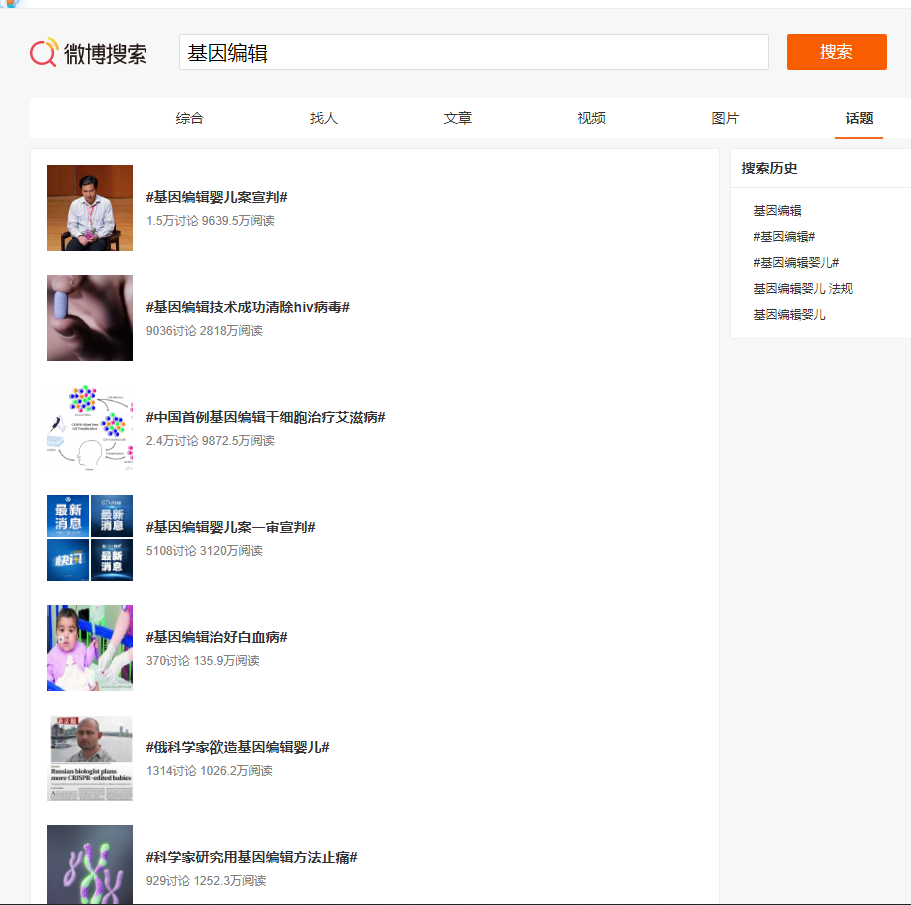 微博搜索
基因编辑
搜索
综合 找人 文章 视频 图片 话题
#基因编辑婴儿案宣判#
1.5万讨论 9639.5万阅读
#基因编辑技术成功清除hiv病毒#
9036讨论 2818万阅读
#中国首例基因编辑干细胞治疗艾滋病#
2.4万讨论 9872.5万阅读
最新
消息
最新
消息
快讯
最新
消息
#基因编辑婴儿案一审宣判#
5108讨论 3120万阅读
#基因编辑治好白血病#
370讨论 135.9万阅读
Russian biologist plans
more CRISPR-edited babies
#俄科学家欲造基因编辑婴儿#
1314讨论 1026.2万阅读
#科学家研究用基因编辑方法止痛#
929讨论 1252.3万阅读
搜索历史
基因编辑
#基因编辑#
#基因编辑婴儿#
基因编辑婴儿 法规
基因编辑婴儿